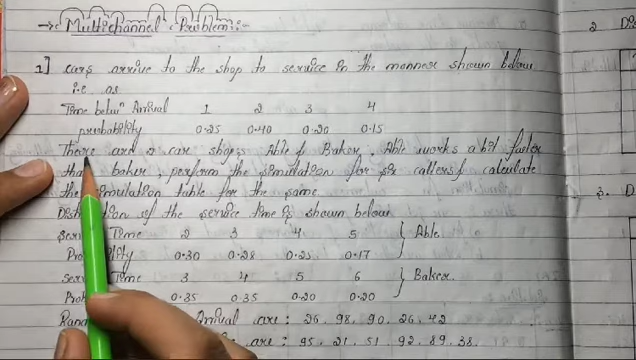 → Multichannel Problem :-
1] cars arrive to the shop to service in the manner shown below
i.e as
Time betwn Arrival 1 2 3 4
probability 0.25 0.40 0.20 0.15
There are 2 car shops Able & Baker. Able works a bit faster
than baker, perform the simulation for six callers & calculate
the simulation table for the same.
Distribution of the service time is shown below
Service Time 2 3 4 5 } Able
Probability 0.30 0.28 0.25 0.17
service Time 3 4 5 6 } Baker.
0.35 0.35 0.20 0.20
Arrival are : 26, 98, 90, 26, 42
are : 95, 21, 51, 92, 89, 38.
2
3.